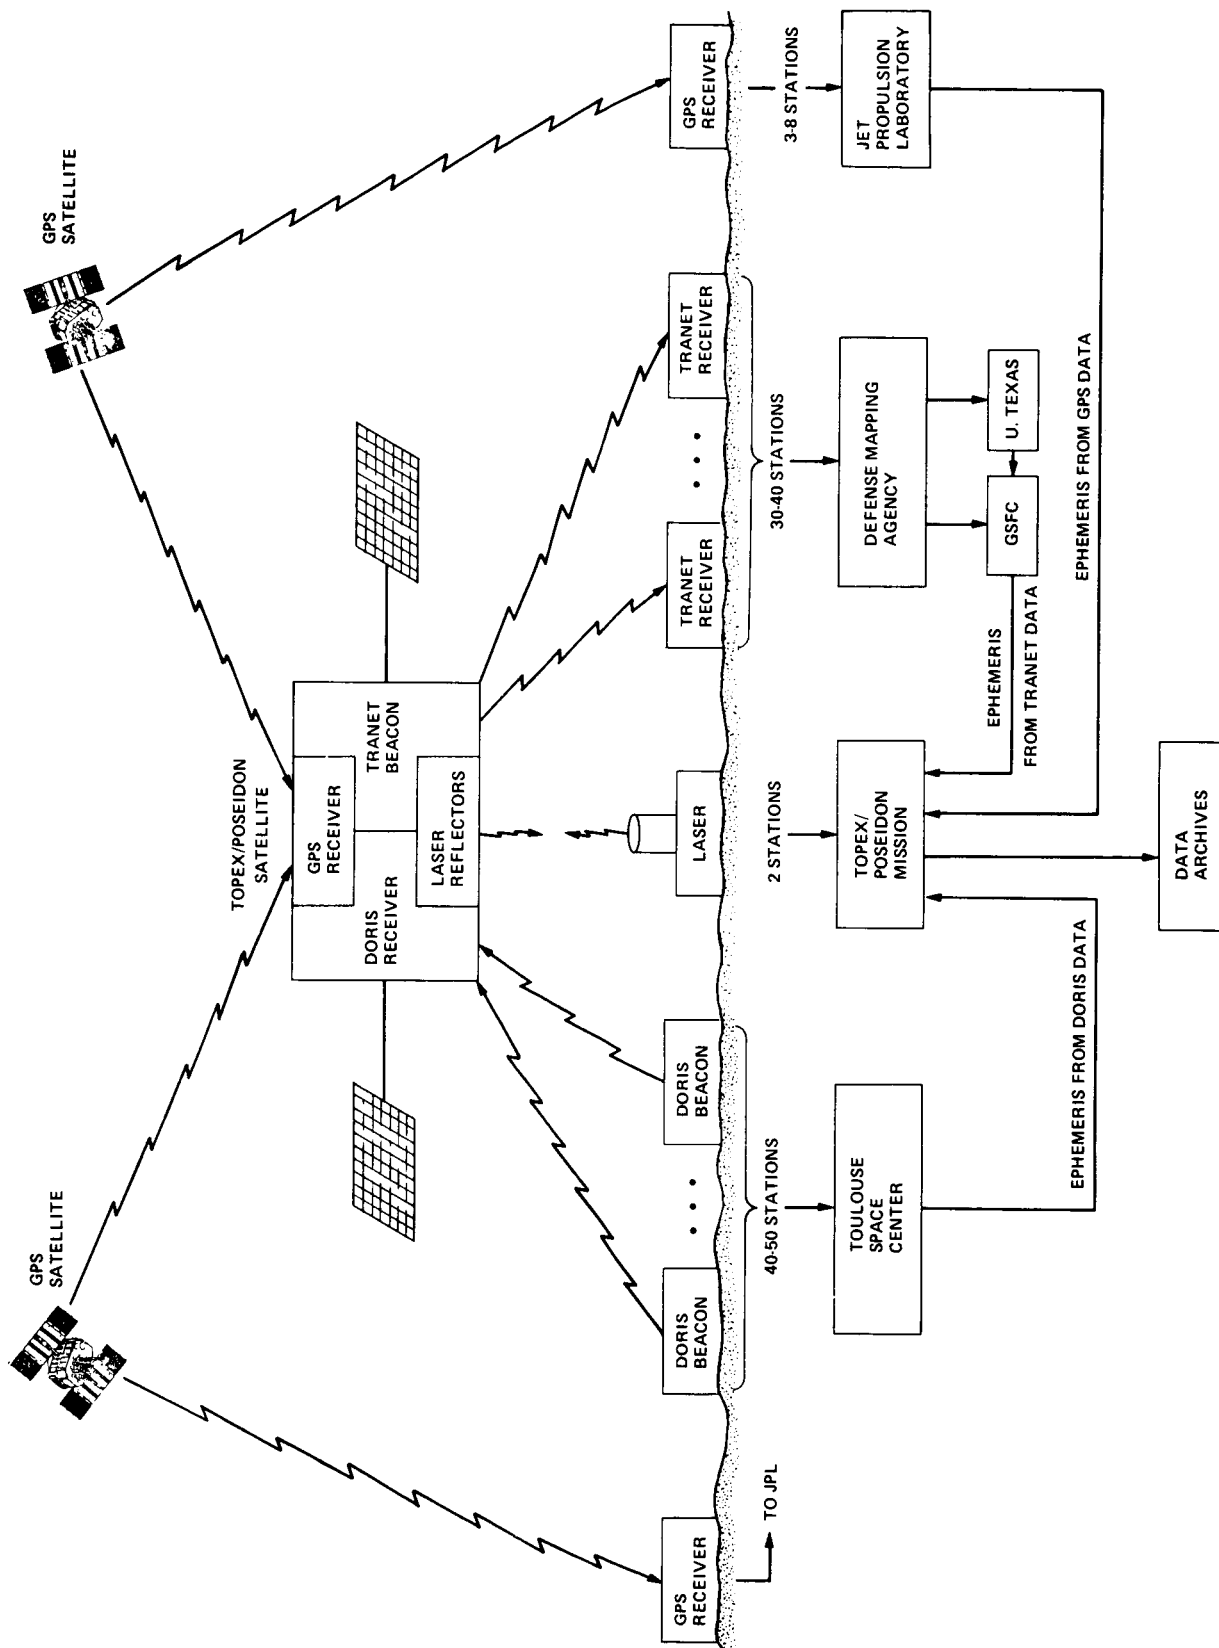 GPS
SATELLITE
GPS
SATELLITE
TOPEX/POSEIDON
SATELLITE
GPS
RECEIVER
DORIS
RECEIVER
TRANET
BEACON
LASER
REFLECTORS
GPS
RECEIVER
DORIS
BEACON
DORIS
BEACON
LASER
TRANET
RECEIVER
TRANET
RECEIVER
GPS
RECEIVER
TO JPL
40-50 STATIONS
2 STATIONS
30-40 STATIONS
3-8 STATIONS
TOULOUSE
SPACE
CENTER
TOPEX/
POSEIDON
MISSION
DEFENSE MAPPING
AGENCY
JET
PROPULSION
LABORATORY
GSFC
U. TEXAS
EPHEMERIS
FROM TRANET DATA
EPHEMERIS FROM DORIS DATA
EPHEMERIS FROM GPS DATA
DATA
ARCHIVES